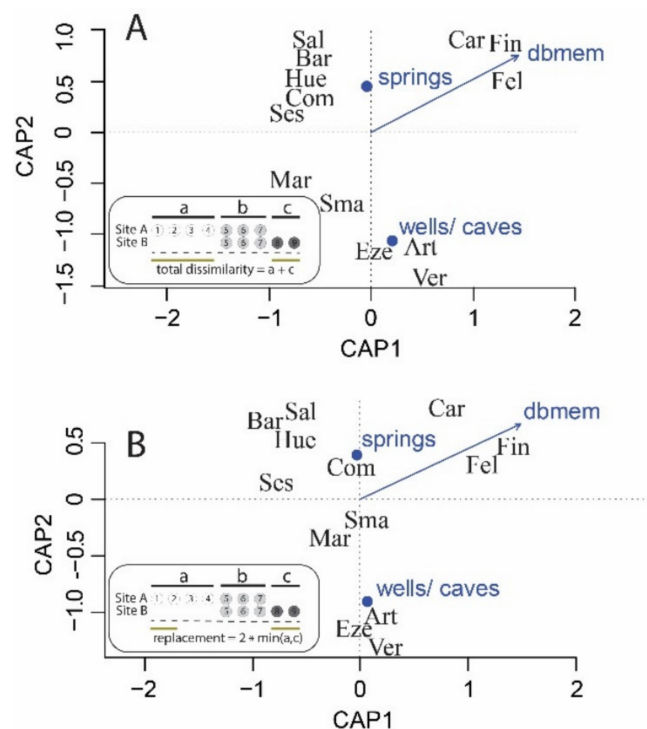 A
1.0
0.5
0
−0.5
−1.0
−1.5
CAP2
Sal
Bar
Hue
Com
Ses
springs
Car Fin
dbmem
Fel
Mar
Sma
wells/ caves
Eze Art
Ver
a b c
Site A 1 2 3 4 5 6 7
Site B 5 6 7 8 9
total dissimilarity = a + c
−2 −1 0 1 2
CAP1
B
0.5
0
−0.5
−1.0
CAP2
Sal
Bar
Hue
springs
Com
Ses
Car
dbmem
Fin
Fel
Sma
Mar
wells/ caves
Art
Eze
Ver
a b c
Site A 1 2 3 4 5 6 7
Site B 5 6 7 8 9
replacement = 2 * min(a,c)
−2 −1 0 1 2
CAP1